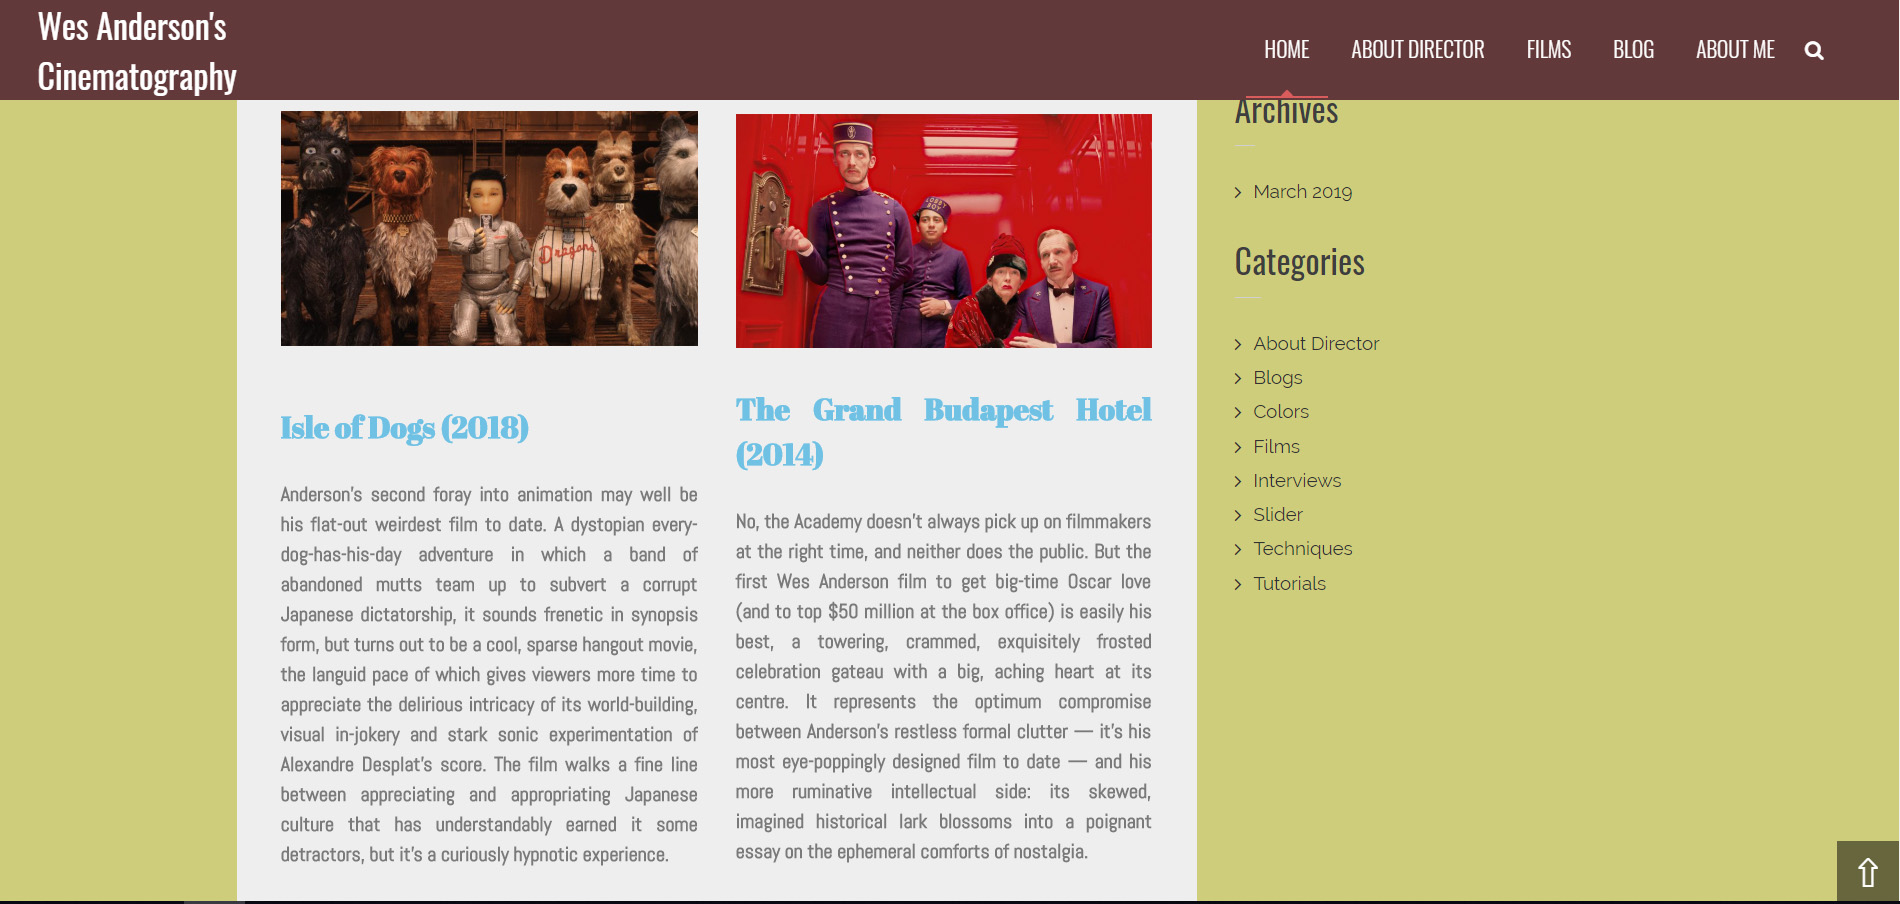 Wes Anderson's
Cinematography
HOME
ABOUT DIRECTOR
FILMS
BLOG
ABOUT ME
Dragons
LOBBY
BOY
Isle of Dogs (2018)
Anderson's second foray into animation may well be
his flat-out weirdest film to date. A dystopian every-
dog-has-his-day adventure in which a band of
abandoned mutts team up to subvert a corrupt
Japanese dictatorship, it sounds frenetic in synopsis
form, but turns out to be a cool, sparse hangout movie,
the languid pace of which gives viewers more time to
appreciate the delirious intricacy of its world-building,
visual in-jokery and stark sonic experimentation of
Alexandre Desplat's score. The film walks a fine line
between appreciating and appropriating Japanese
culture that has understandably earned it some
detractors, but it's a curiously hypnotic experience.
The Grand Budapest Hotel
(2014)
No, the Academy doesn't always pick up on filmmakers
at the right time, and neither does the public. But the
first Wes Anderson film to get big-time Oscar love
(and to top $50 million at the box office) is easily his
best, a towering, crammed, exquisitely frosted
celebration gateau with a big, aching heart at its
centre. It represents the optimum compromise
between Anderson's restless formal clutter — it's his
most eye-poppingly designed film to date — and his
more ruminative intellectual side: its skewed,
imagined historical lark blossoms into a poignant
essay on the ephemeral comforts of nostalgia.
Archives
March 2019
Categories
About Director
Blogs
Colors
Films
Interviews
Slider
Techniques
Tutorials